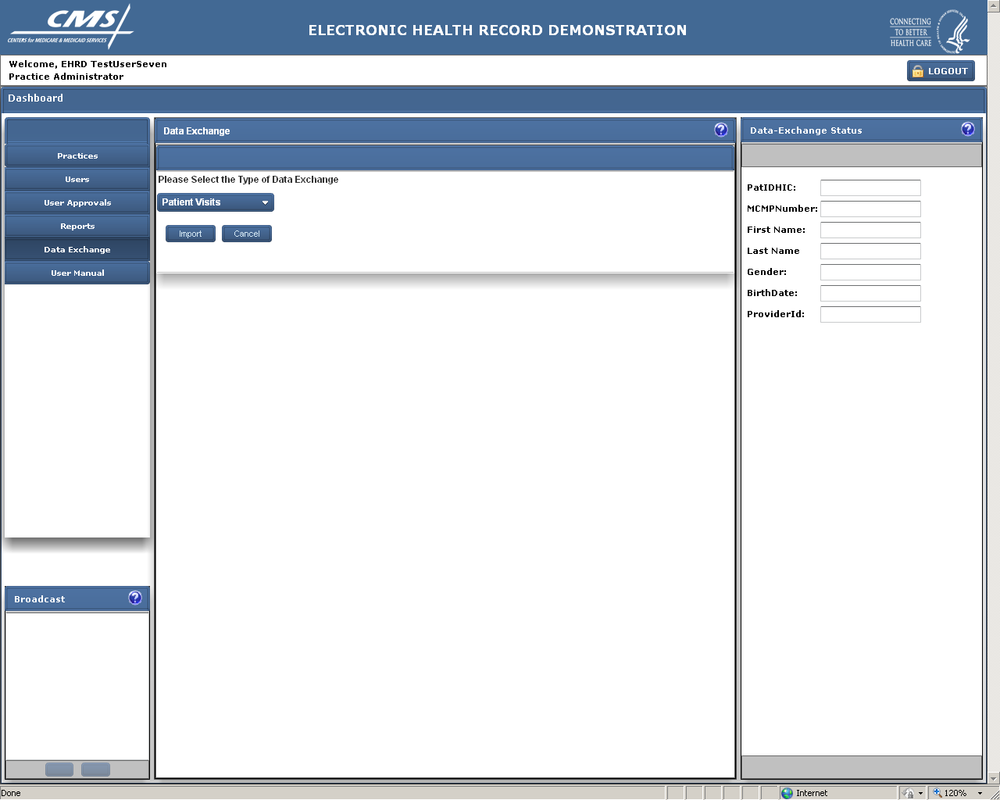 CMS
CENTERS for MEDICARE & MEDICAID SERVICES
ELECTRONIC HEALTH RECORD DEMONSTRATION
CONNECTING
TO BETTER
HEALTH CARE
Welcome, EHRD TestUserSeven
Practice Administrator
LOGOUT
Dashboard
Practices
Users
User Approvals
Reports
Data Exchange
User Manual
Broadcast
?
Data Exchange
?
Please Select the Type of Data Exchange
Patient Visits
Import Cancel
Data-Exchange Status
?
PatIDHIC:
MCMPNumber:
First Name:
Last Name
Gender:
BirthDate:
ProviderId:
Done
Internet
120%